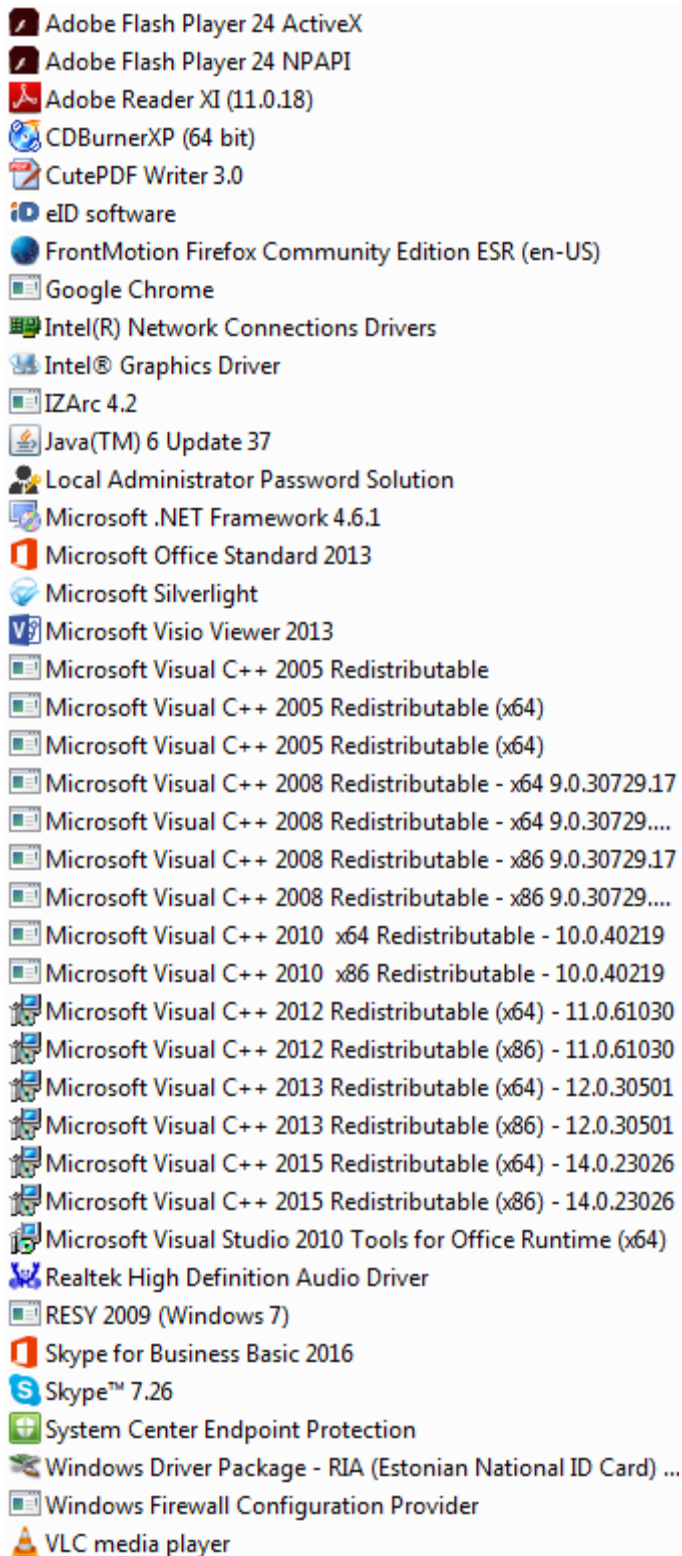 Adobe Flash Player 24 ActiveX
Adobe Flash Player 24 NPAPI
Adobe Reader XI (11.0.18)
CDBurnerXP (64 bit)
CutePDF Writer 3.0
eID software
FrontMotion Firefox Community Edition ESR (en-US)
Google Chrome
Intel(R) Network Connections Drivers
Intel® Graphics Driver
IZArc 4.2
Java(TM) 6 Update 37
Local Administrator Password Solution
Microsoft .NET Framework 4.6.1
Microsoft Office Standard 2013
Microsoft Silverlight
Microsoft Visio Viewer 2013
Microsoft Visual C++ 2005 Redistributable
Microsoft Visual C++ 2005 Redistributable (x64)
Microsoft Visual C++ 2005 Redistributable (x64)
Microsoft Visual C++ 2008 Redistributable - x64 9.0.30729.17
Microsoft Visual C++ 2008 Redistributable - x64 9.0.30729....
Microsoft Visual C++ 2008 Redistributable - x86 9.0.30729.17
Microsoft Visual C++ 2008 Redistributable - x86 9.0.30729....
Microsoft Visual C++ 2010  x64 Redistributable - 10.0.40219
Microsoft Visual C++ 2010  x86 Redistributable - 10.0.40219
Microsoft Visual C++ 2012 Redistributable (x64) - 11.0.61030
Microsoft Visual C++ 2012 Redistributable (x86) - 11.0.61030
Microsoft Visual C++ 2013 Redistributable (x64) - 12.0.30501
Microsoft Visual C++ 2013 Redistributable (x86) - 12.0.30501
Microsoft Visual C++ 2015 Redistributable (x64) - 14.0.23026
Microsoft Visual C++ 2015 Redistributable (x86) - 14.0.23026
Microsoft Visual Studio 2010 Tools for Office Runtime (x64)
Realtek High Definition Audio Driver
RESY 2009 (Windows 7)
Skype for Business Basic 2016
Skype™ 7.26
System Center Endpoint Protection
Windows Driver Package - RIA (Estonian National ID Card) ...
Windows Firewall Configuration Provider
VLC media player